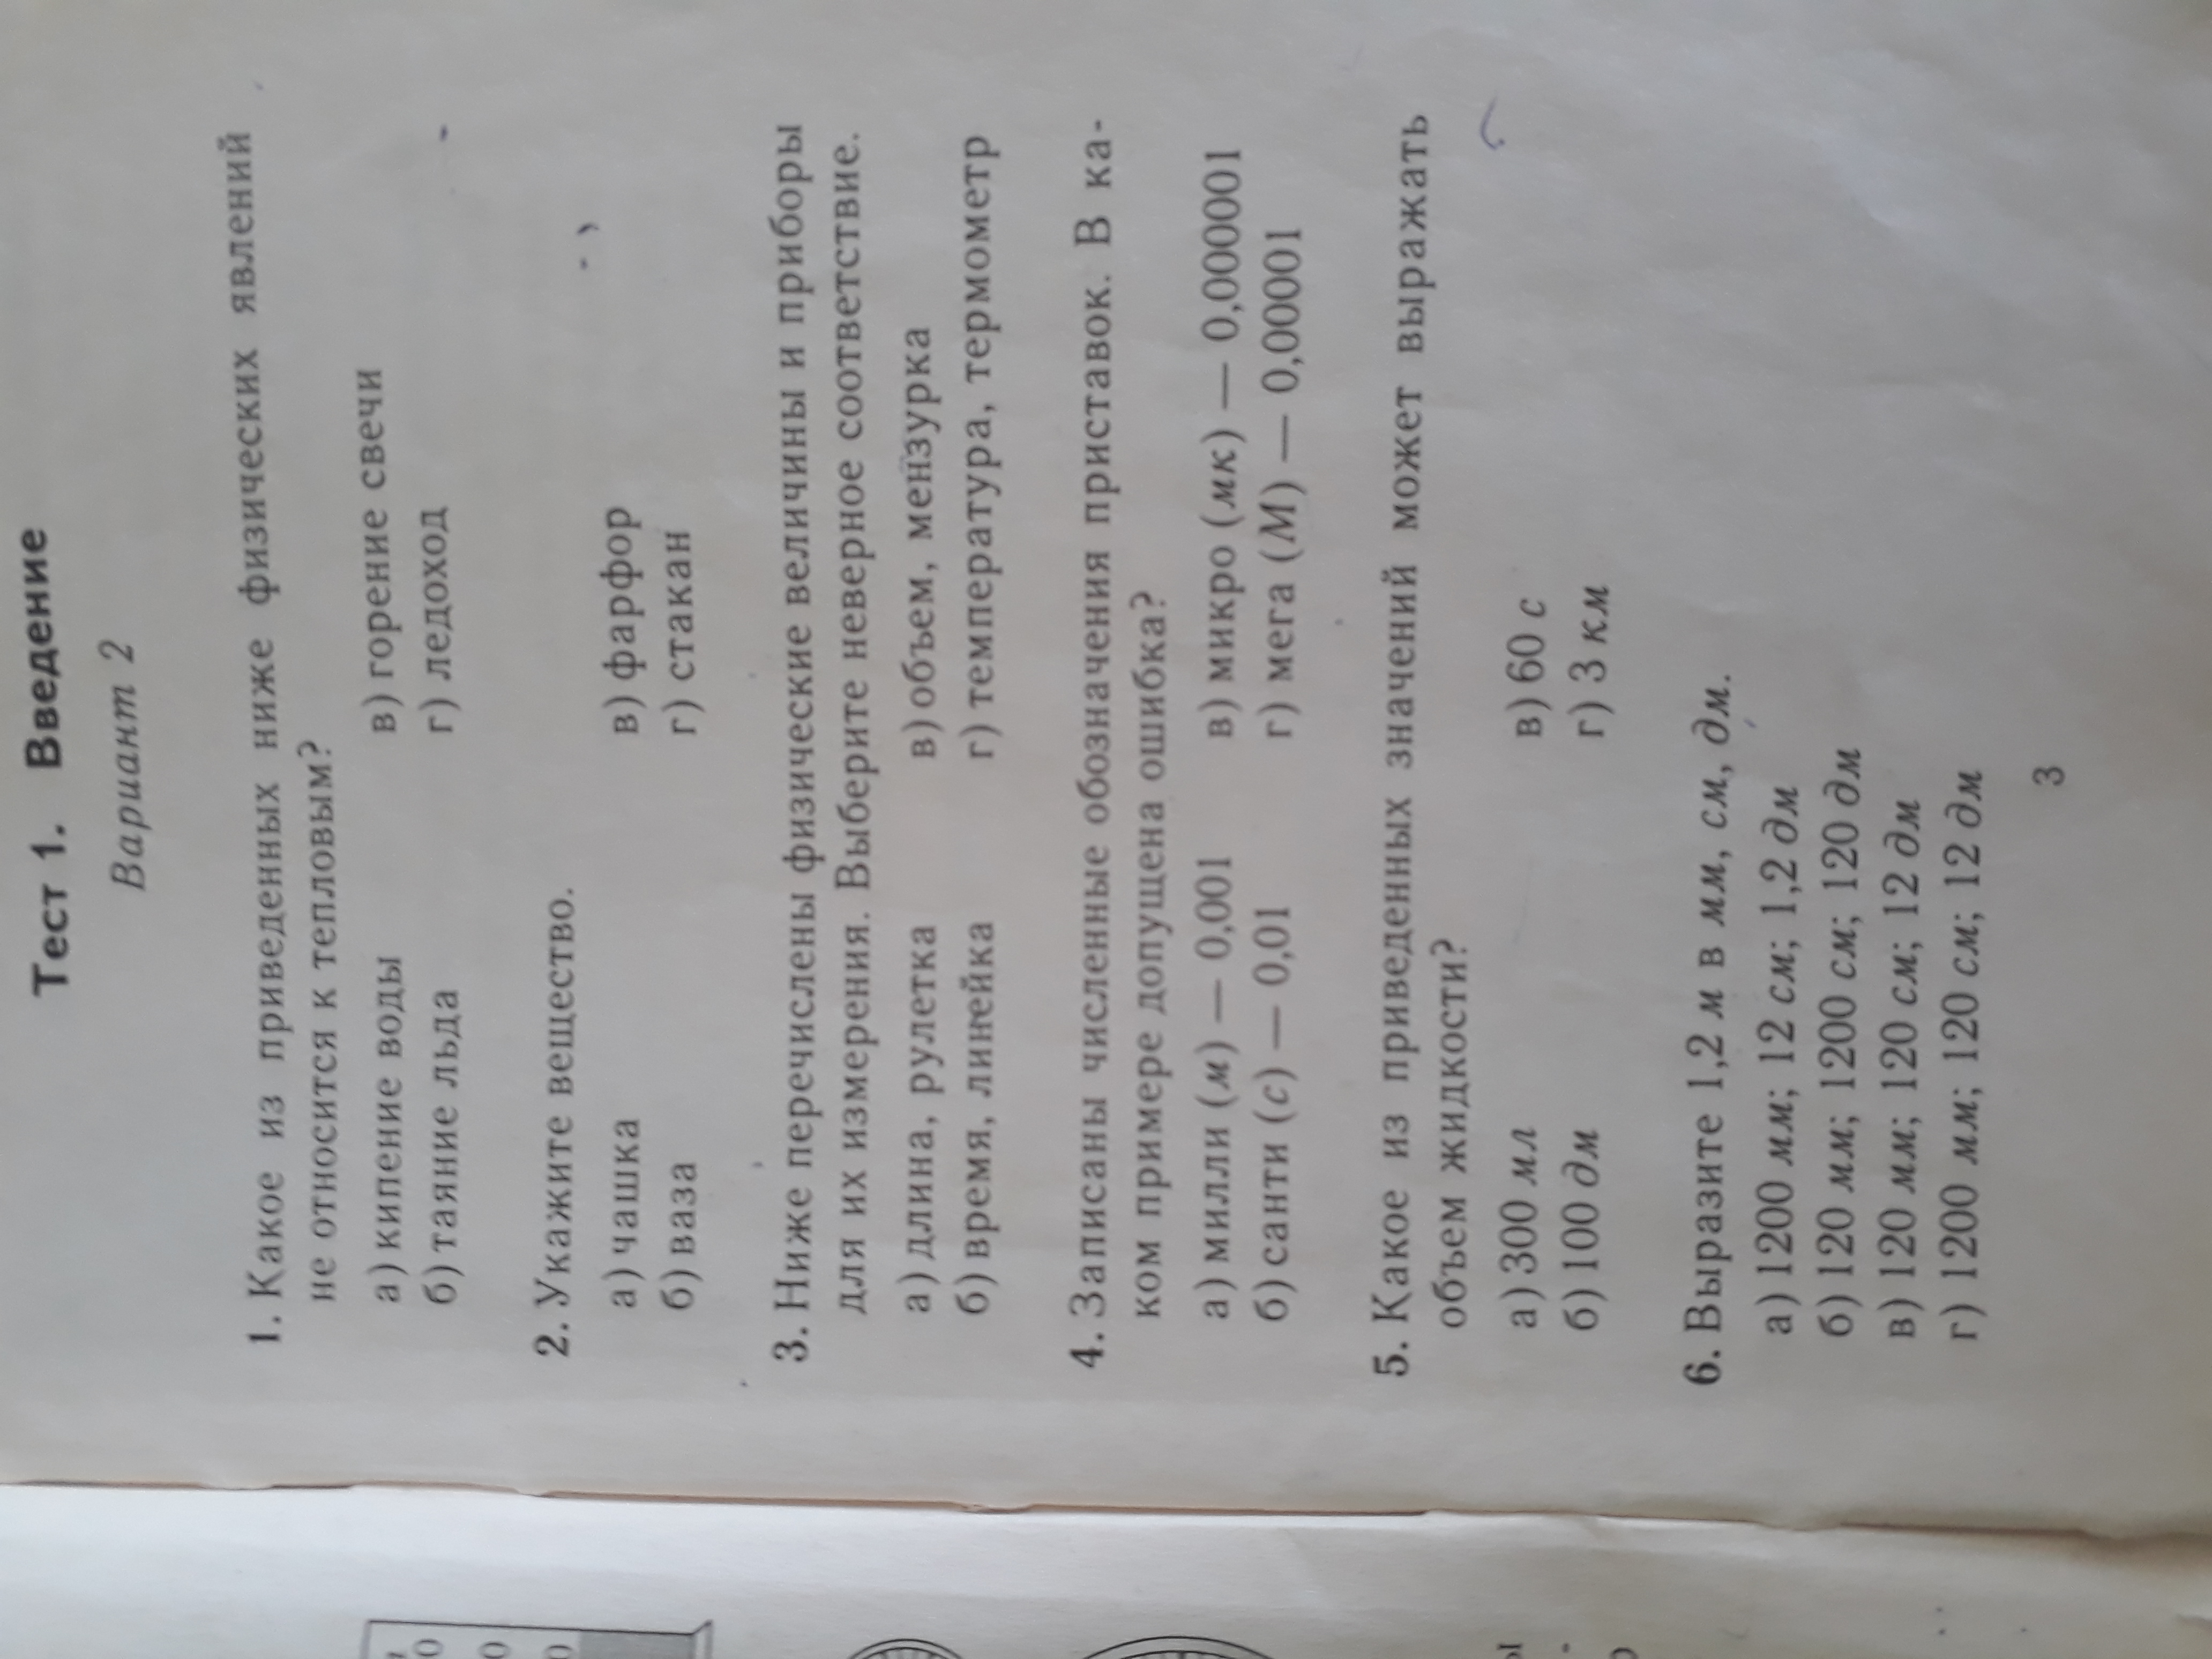 Тест 1. Введение
Вариант 2
1. Какое из приведенных ниже физических явлений
не относится к тепловым?
а) кипение воды в) горение свечи
б) таяние льда г) ледоход
2. Укажите вещество.
а) чашка в) фарфор
б) ваза г) стакан
3. Ниже перечислены физические величины и приборы
для их измерения. Выберите неверное соответствие.
а) длина, рулетка в) объем, мензурка
б) время, линейка г) температура, термометр
4. Записаны численные обозначения приставок. В ка-
ком примере допущена ошибка?
а) милли (м) — 0,001 в) микро (мк) — 0,000001
б) санти (с) — 0,01 г) мега (М) — 0,00001
5. Какое из приведенных значений может выражать
объем жидкости?
а) 300 мл в) 60 с
б) 100 дм г) 3 км
6. Выразите 1,2 м в мм, см, дм.
а) 1200 мм; 12 см; 1,2 дм
б) 120 мм; 1200 см; 120 дм
в) 120 мм; 120 см; 12 дм
г) 1200 мм; 120 см; 12 дм
3